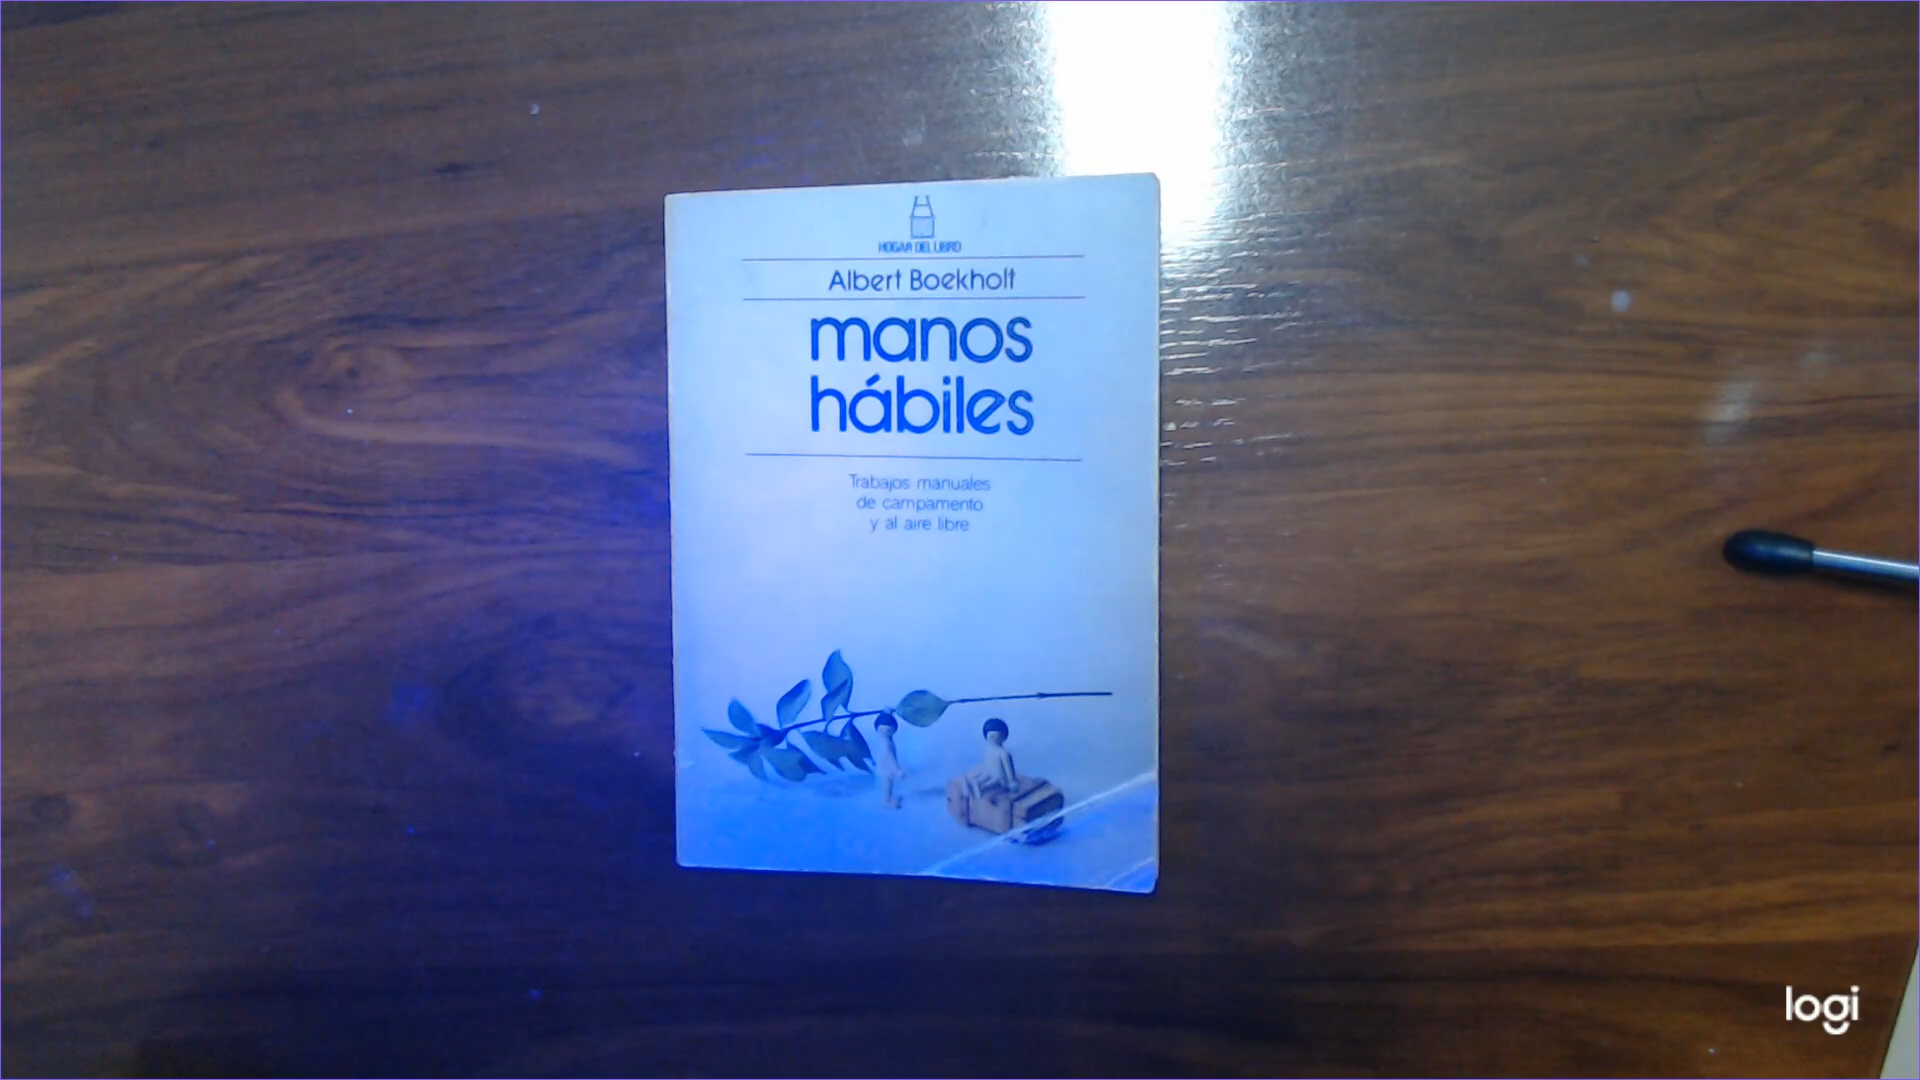 HOGAR DEL LIBRO
Albert Boekholt
manos
hábiles
Trabajos manuales
de campamento
y al aire libre
logi